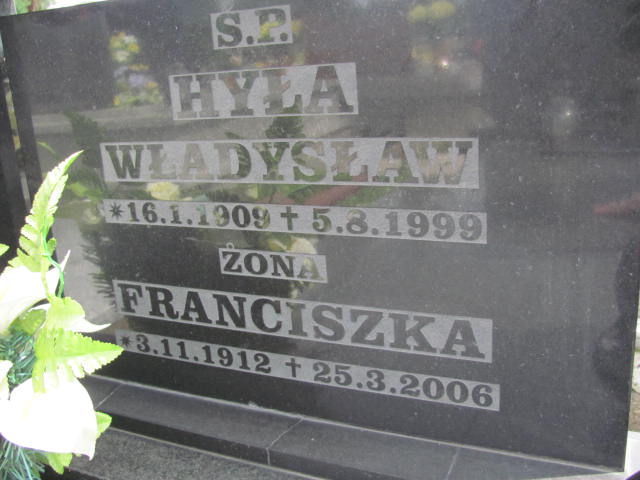 S.P.
HYŁA
WŁADYSŁAW
*16.1.1909 † 5.8.1999
ŻONA
FRANCISZKA
*3.11.1912 † 25.3.2006